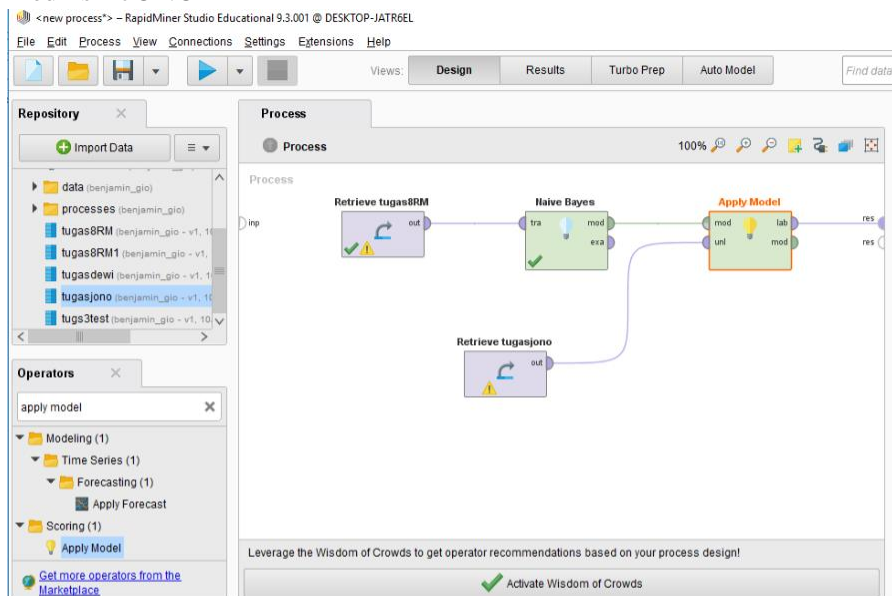 <new process*> – RapidMiner Studio Educational 9.3.001 @ DESKTOP-JATR6EL
File Edit Process View Connections Settings Extensions Help
Views: Design Results Turbo Prep Auto Model Find data
Repository
Import Data
data (benjamin_gio)
processes (benjamin_gio)
tugas8RM (benjamin_gio - v1, 1
tugas8RM1 (benjamin_gio - v1,
tugasdewi (benjamin_gio - v1, 1
tugasjono (benjamin_gio - v1, 10
tugs3test (benjamin_gio - v1, 10
Operators
apply model
Modeling (1)
Time Series (1)
Forecasting (1)
Apply Forecast
Scoring (1)
Apply Model
Get more operators from the
Marketplace
Process
Process
100%
Process
inp
Retrieve tugas8RM
out
Naive Bayes
tra mod
exa
Apply Model
mod lab
unl mod
res
res
Retrieve tugasjono
out
Leverage the Wisdom of Crowds to get operator recommendations based on your process design!
Activate Wisdom of Crowds